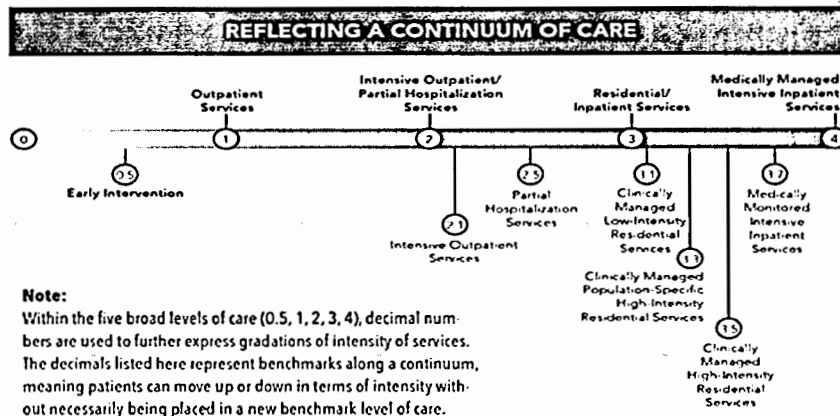 REFLECTING A CONTINUUM OF CARE
Outpatient
Services
Intensive Outpatient/
Partial Hospitalization
Services
Residential/
Inpatient Services
Medically Managed
Intensive Inpatient
Services
0
1
2
3
4
0.5
Early Intervention
2.1
Intensive Outpatient
Services
2.5
Partial
Hospitalization
Services
3.1
Clinically
Managed
Low-Intensity
Residential
Services
3.3
Clinically Managed
Population-Specific
High-Intensity
Residential Services
3.5
Clinically
Managed
High-Intensity
Residential
Services
3.7
Medically
Monitored
Intensive
Inpatient
Services
Note:
Within the five broad levels of care (0.5, 1, 2, 3, 4), decimal num-
bers are used to further express gradations of intensity of services.
The decimals listed here represent benchmarks along a continuum,
meaning patients can move up or down in terms of intensity with-
out necessarily being placed in a new benchmark level of care.